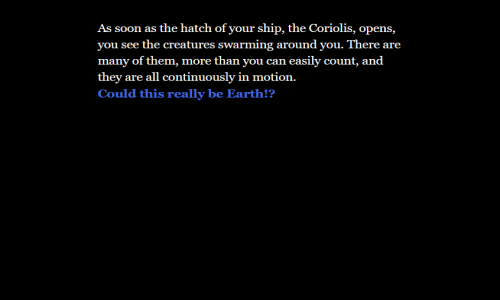 As soon as the hatch of your ship, the Coriolis, opens,
you see the creatures swarming around you. There are
many of them, more than you can easily count, and
they are all continuously in motion.
Could this really be Earth!?